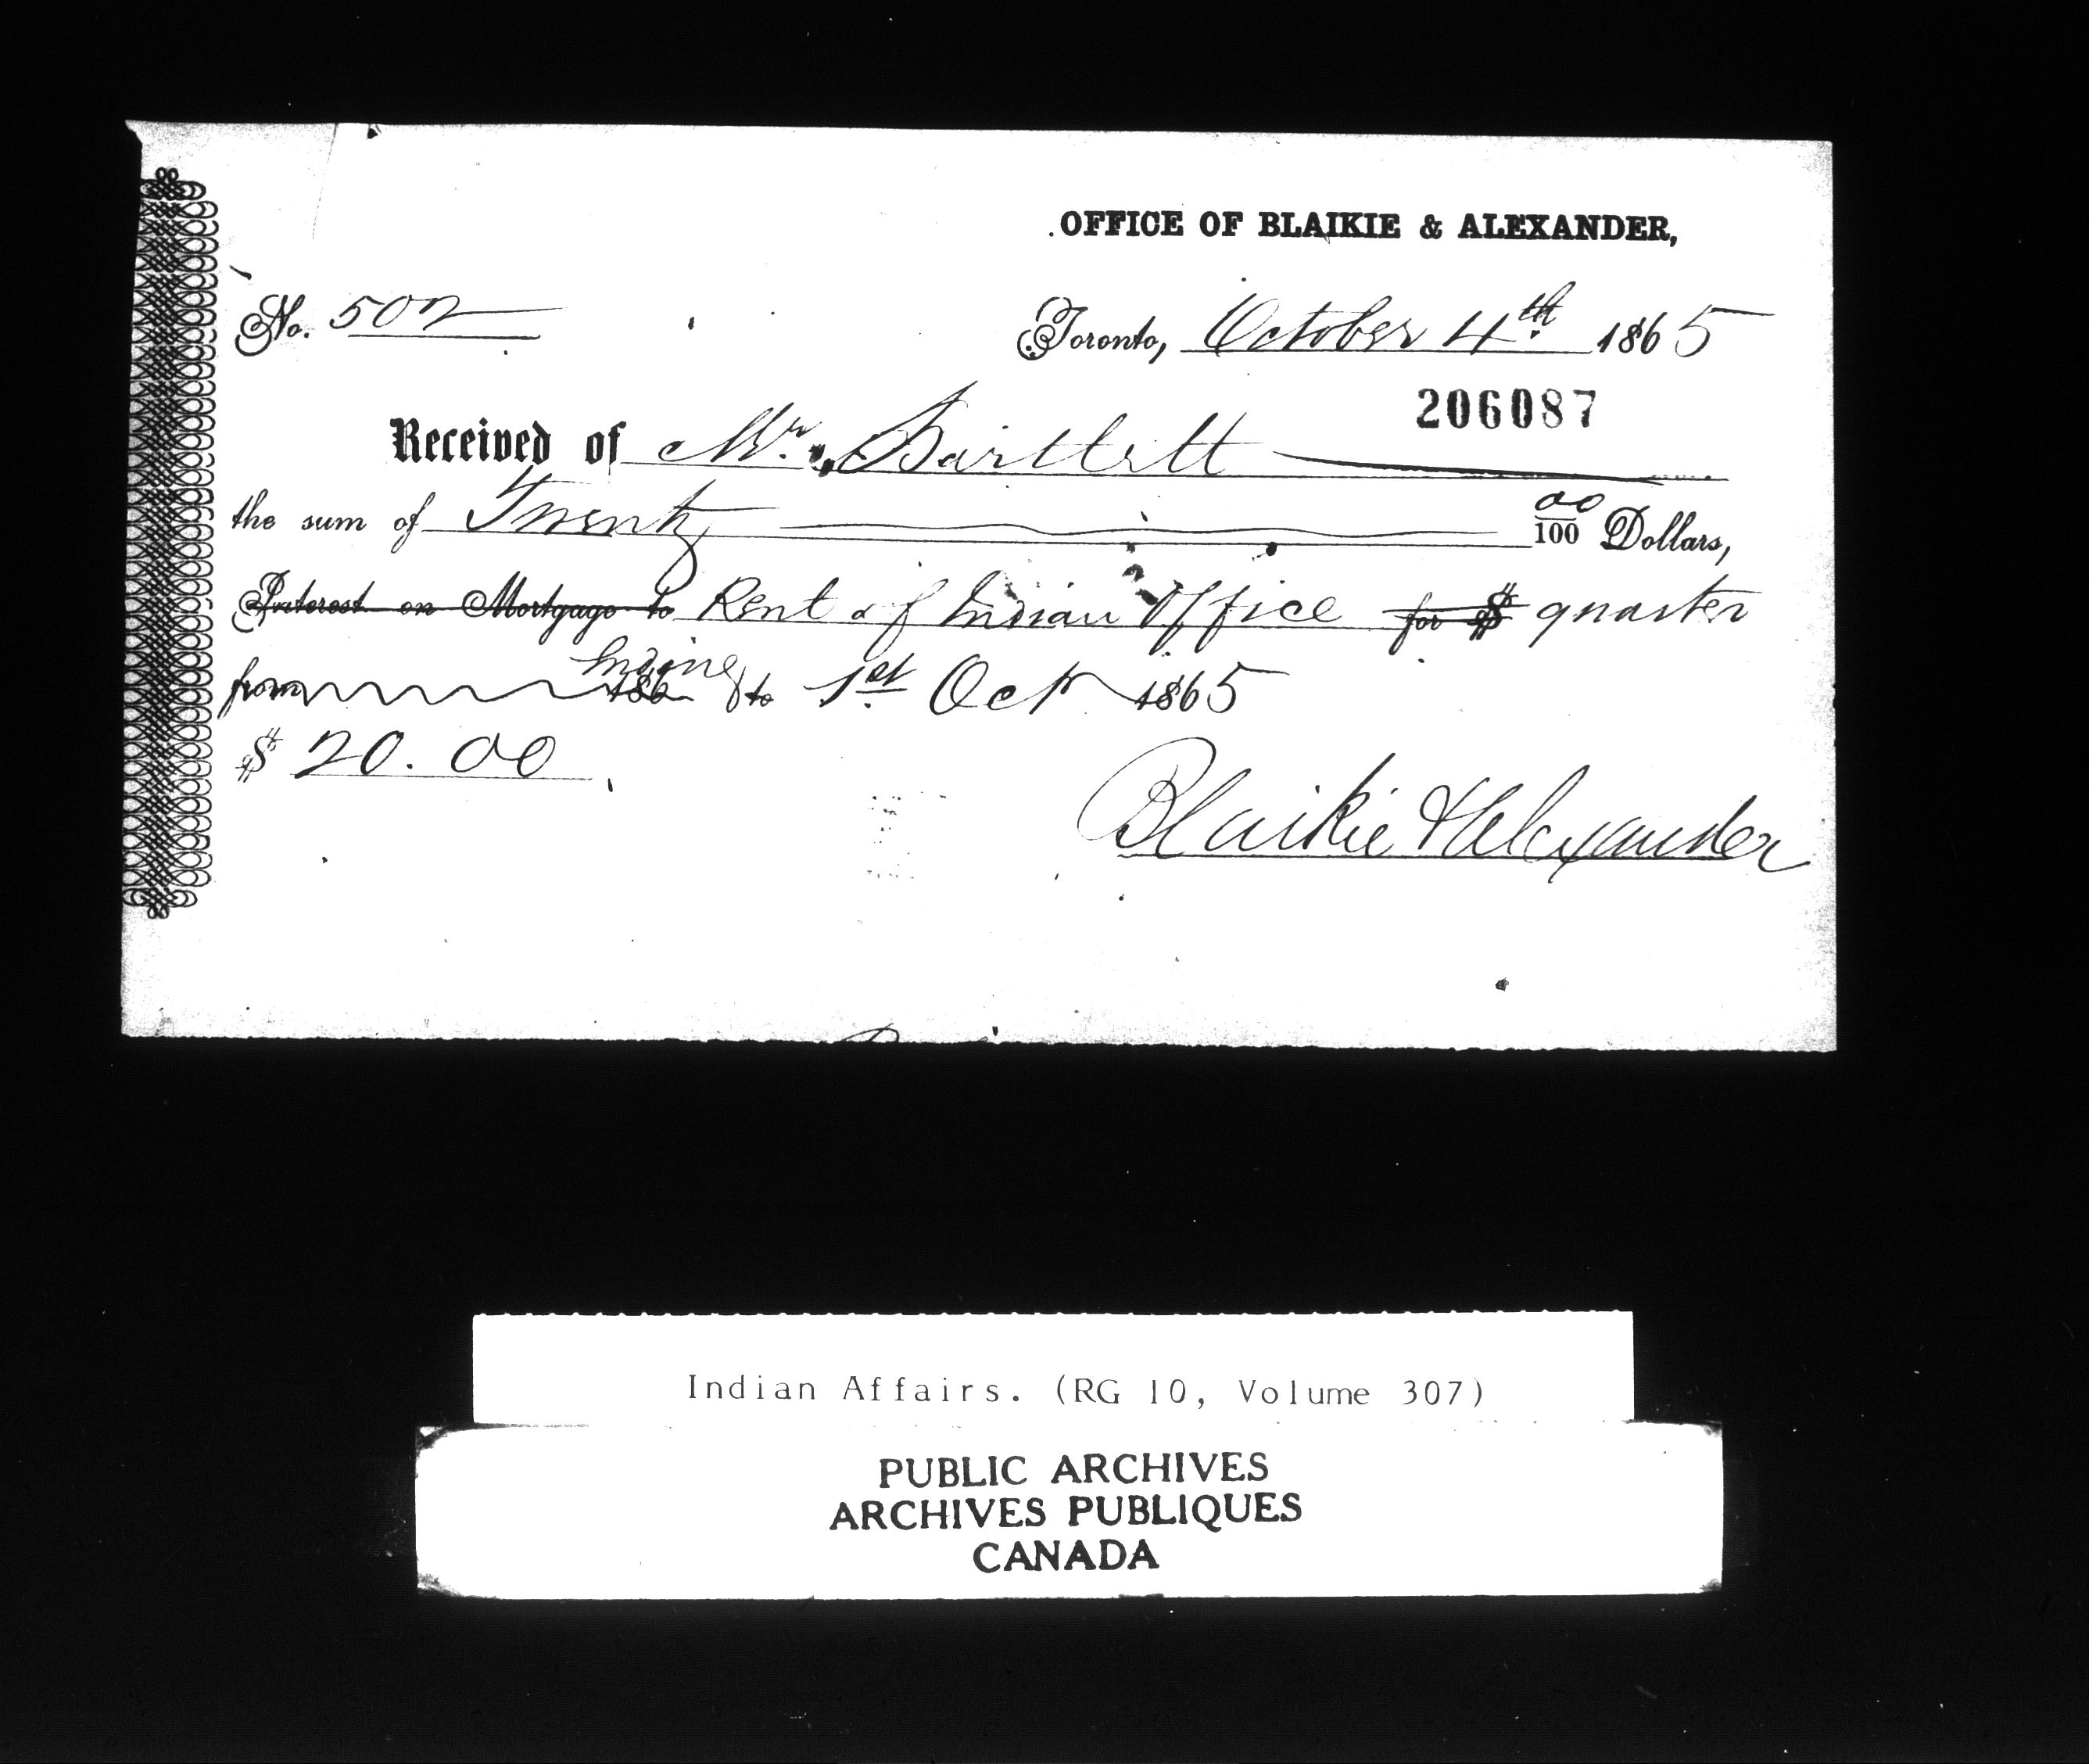 OFFICE OF BLAIKIE & ALEXANDER,
No. 502 Toronto, October 4th 1865
206087
Received of Mr. Bartlett
the sum of Twenty 00/100 Dollars,
Interest on Mortgage to Rent of Indian Office for $ quarter
from 186 ending to 1st Oct 1865
$ 20.00
Blaikie & Alexander
Indian Affairs. (RG 10, Volume 307)
PUBLIC ARCHIVES
ARCHIVES PUBLIQUES
CANADA